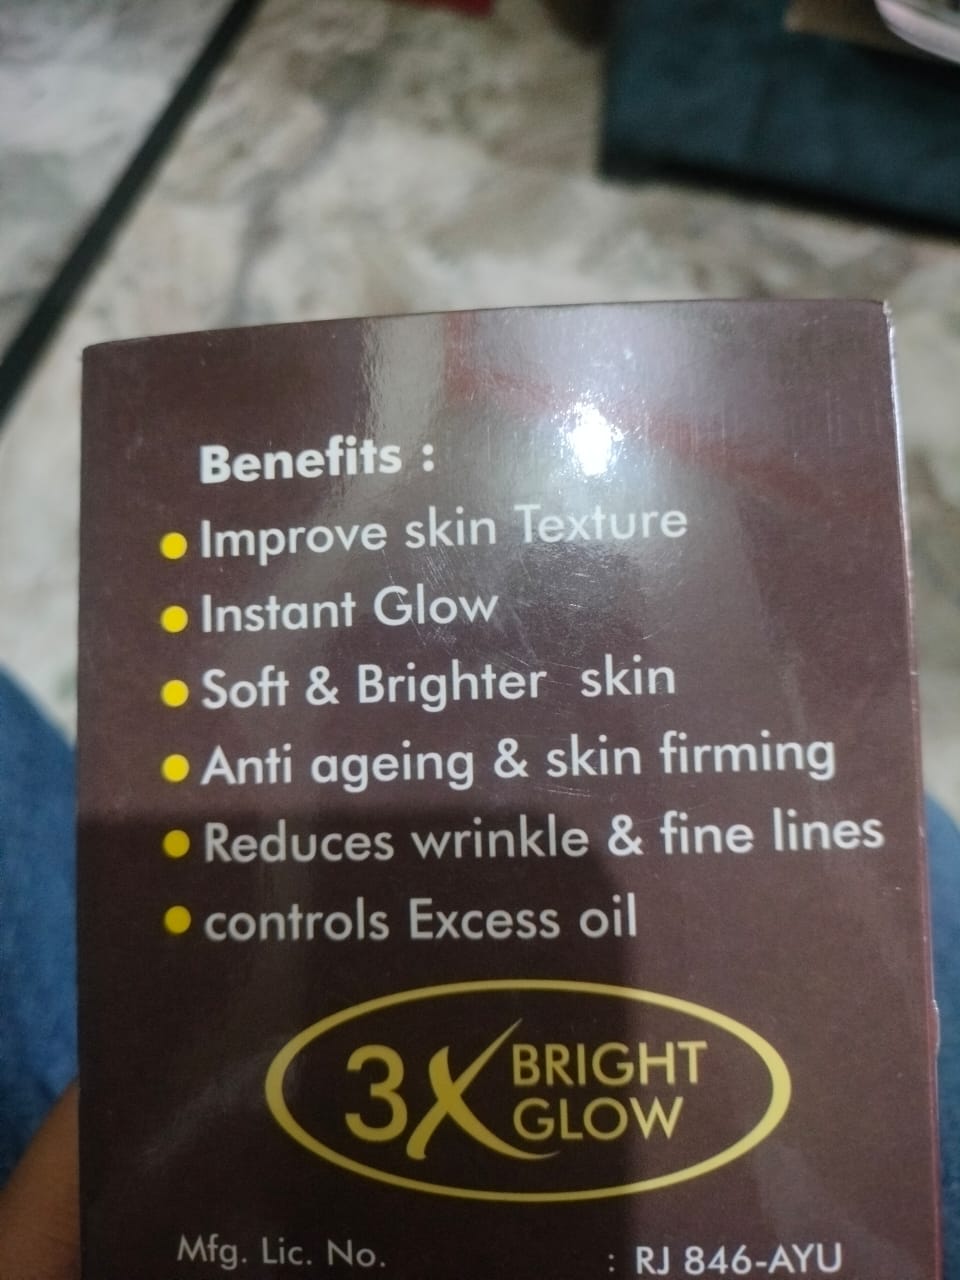 Benefits :
Improve skin Texture
Instant Glow
Soft & Brighter skin
Anti ageing & skin firming
Reduces wrinkle & fine lines
controls Excess oil
3X BRIGHT
GLOW
Mfg. Lic. No. : RJ 846-AYU